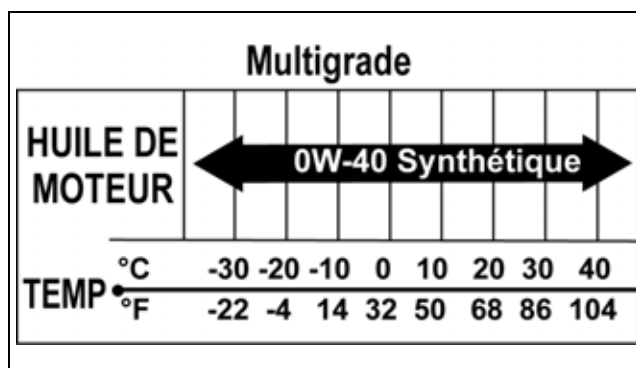 Multigrade
HUILE DE
MOTEUR
0W-40 Synthétique
TEMP
°C -30 -20 -10 0 10 20 30 40
°F -22 -4 14 32 50 68 86 104